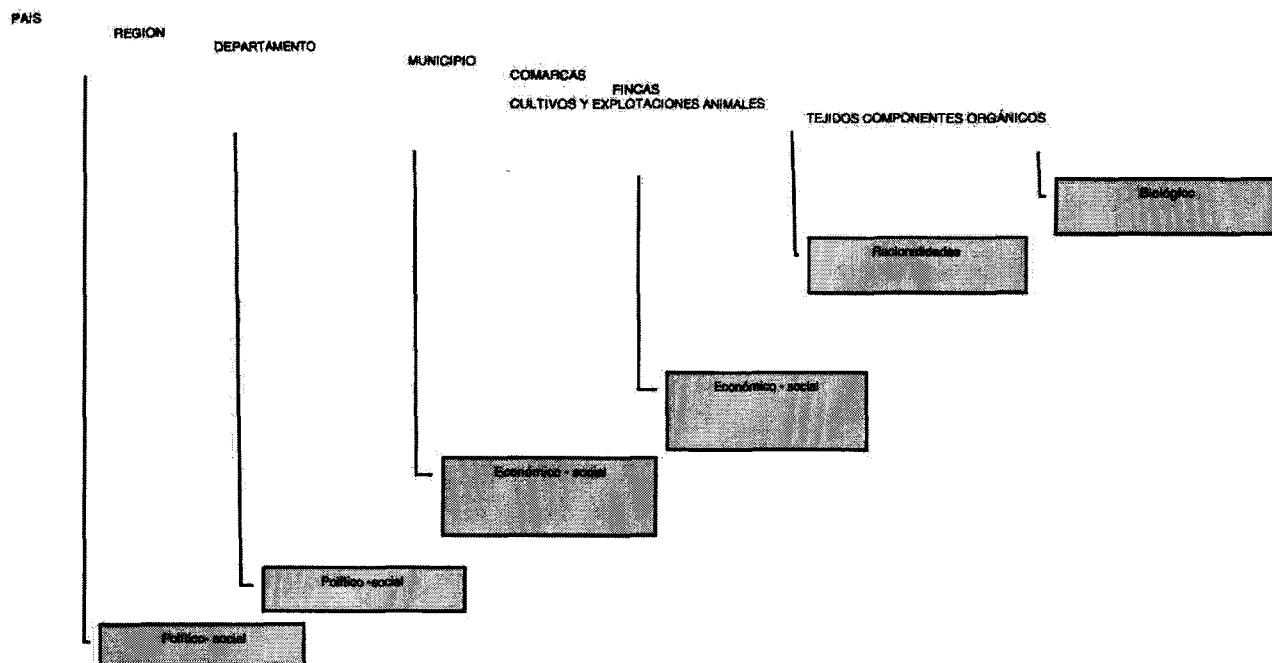 PAIS
REGION
DEPARTAMENTO
MUNICIPIO
COMARCAS
FINCAS
CULTIVOS Y EXPLOTACIONES ANIMALES
TEJIDOS COMPONENTES ORGÁNICOS
Biológico
Racionalidades
Económico - social
Económico - social
Político -social
Político- social